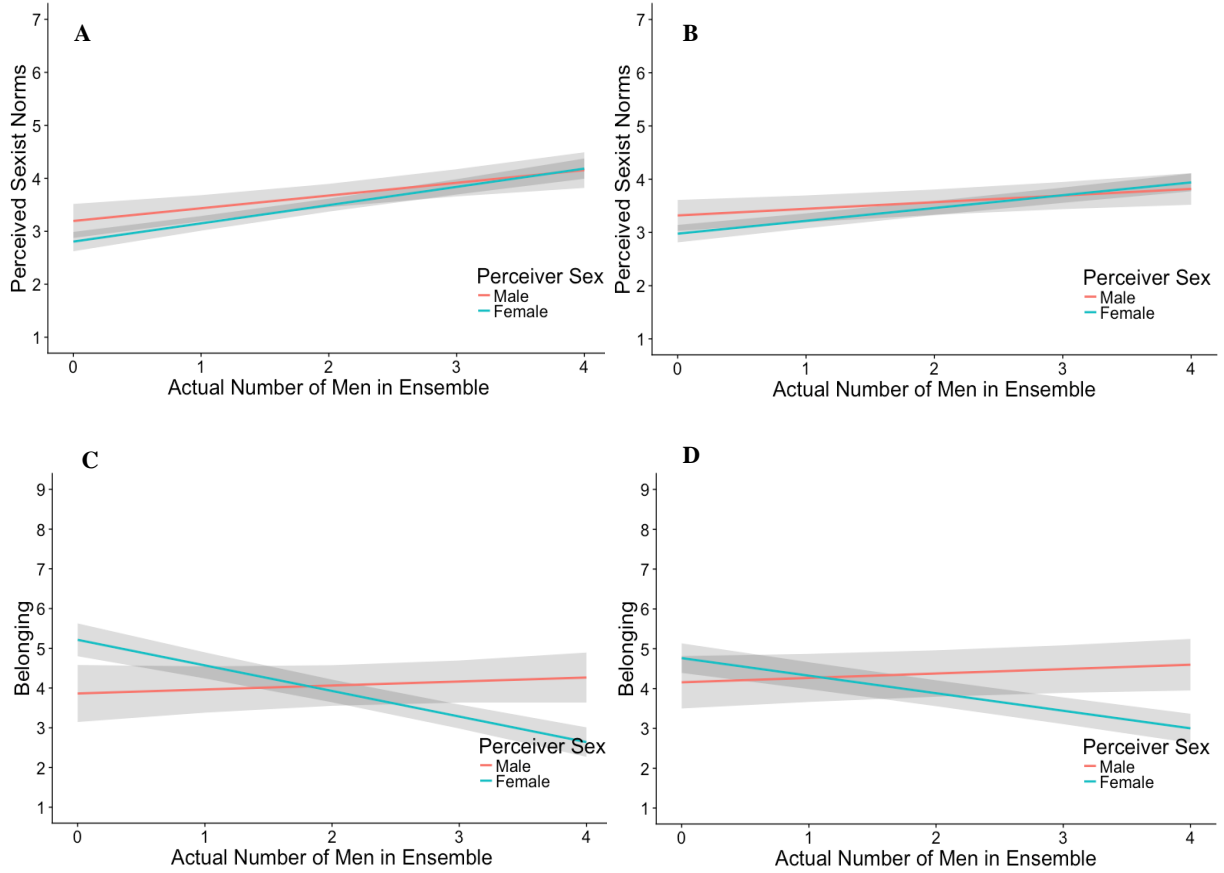 A
Perceived Sexist Norms
7
6
5
4
3
2
1
Perceiver Sex
Male
Female
0 1 2 3 4
Actual Number of Men in Ensemble
B
Perceived Sexist Norms
7
6
5
4
3
2
1
Perceiver Sex
Male
Female
0 1 2 3 4
Actual Number of Men in Ensemble
C
Belonging
9
8
7
6
5
4
3
2
1
Perceiver Sex
Male
Female
0 1 2 3 4
Actual Number of Men in Ensemble
D
Belonging
9
8
7
6
5
4
3
2
1
Perceiver Sex
Male
Female
0 1 2 3 4
Actual Number of Men in Ensemble